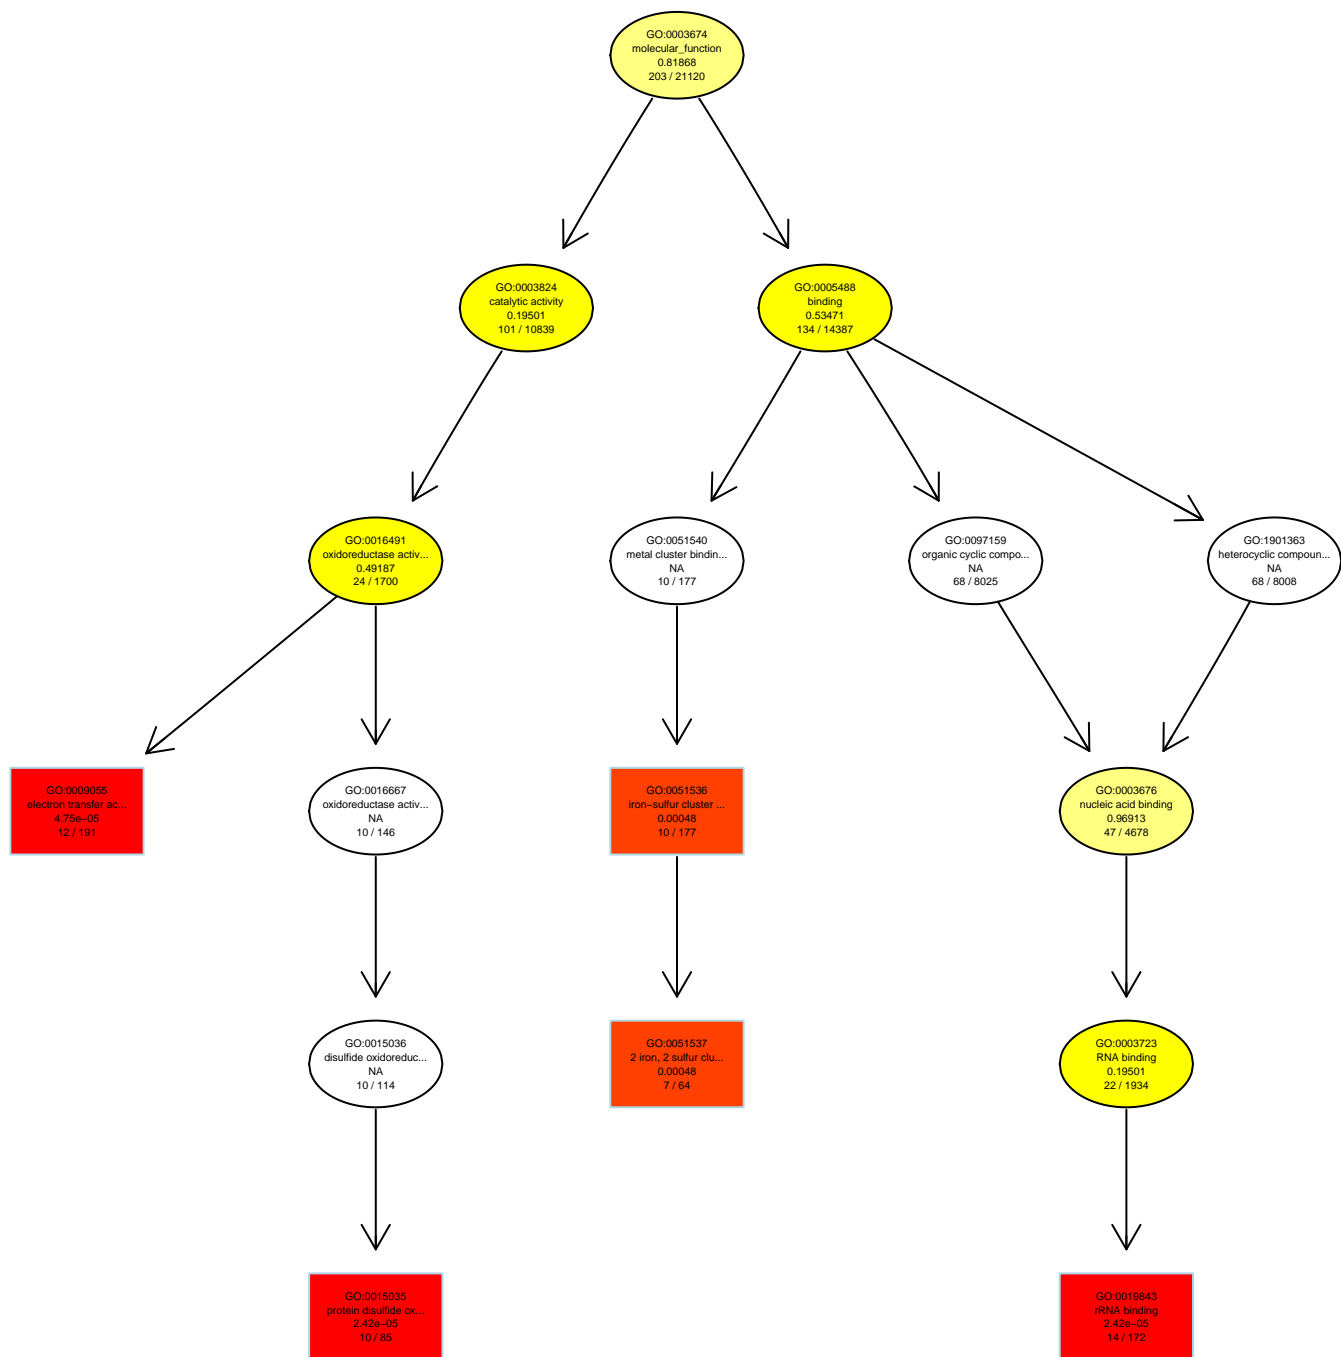 GO:0003674
molecular_function
0.81868
203 / 21120
GO:0003824
catalytic activity
0.19501
101 / 10839
GO:0005488
binding
0.53471
134 / 14387
GO:0016491
oxidoreductase activ...
0.49187
24 / 1700
GO:0051540
metal cluster bindin...
NA
10 / 177
GO:0097159
organic cyclic compo...
NA
68 / 8025
GO:1901363
heterocyclic compoun...
NA
68 / 8008
GO:0009055
electron transfer ac...
4.75e−05
12 / 191
GO:0016667
oxidoreductase activ...
NA
10 / 146
GO:0051536
iron−sulfur cluster ...
0.00048
10 / 177
GO:0003676
nucleic acid binding
0.96913
47 / 4678
GO:0015036
disulfide oxidoreduc...
NA
10 / 114
GO:0051537
2 iron, 2 sulfur clu...
0.00048
7 / 64
GO:0003723
RNA binding
0.19501
22 / 1934
GO:0015035
protein disulfide ox...
2.42e−05
10 / 85
GO:0019843
rRNA binding
2.42e−05
14 / 172